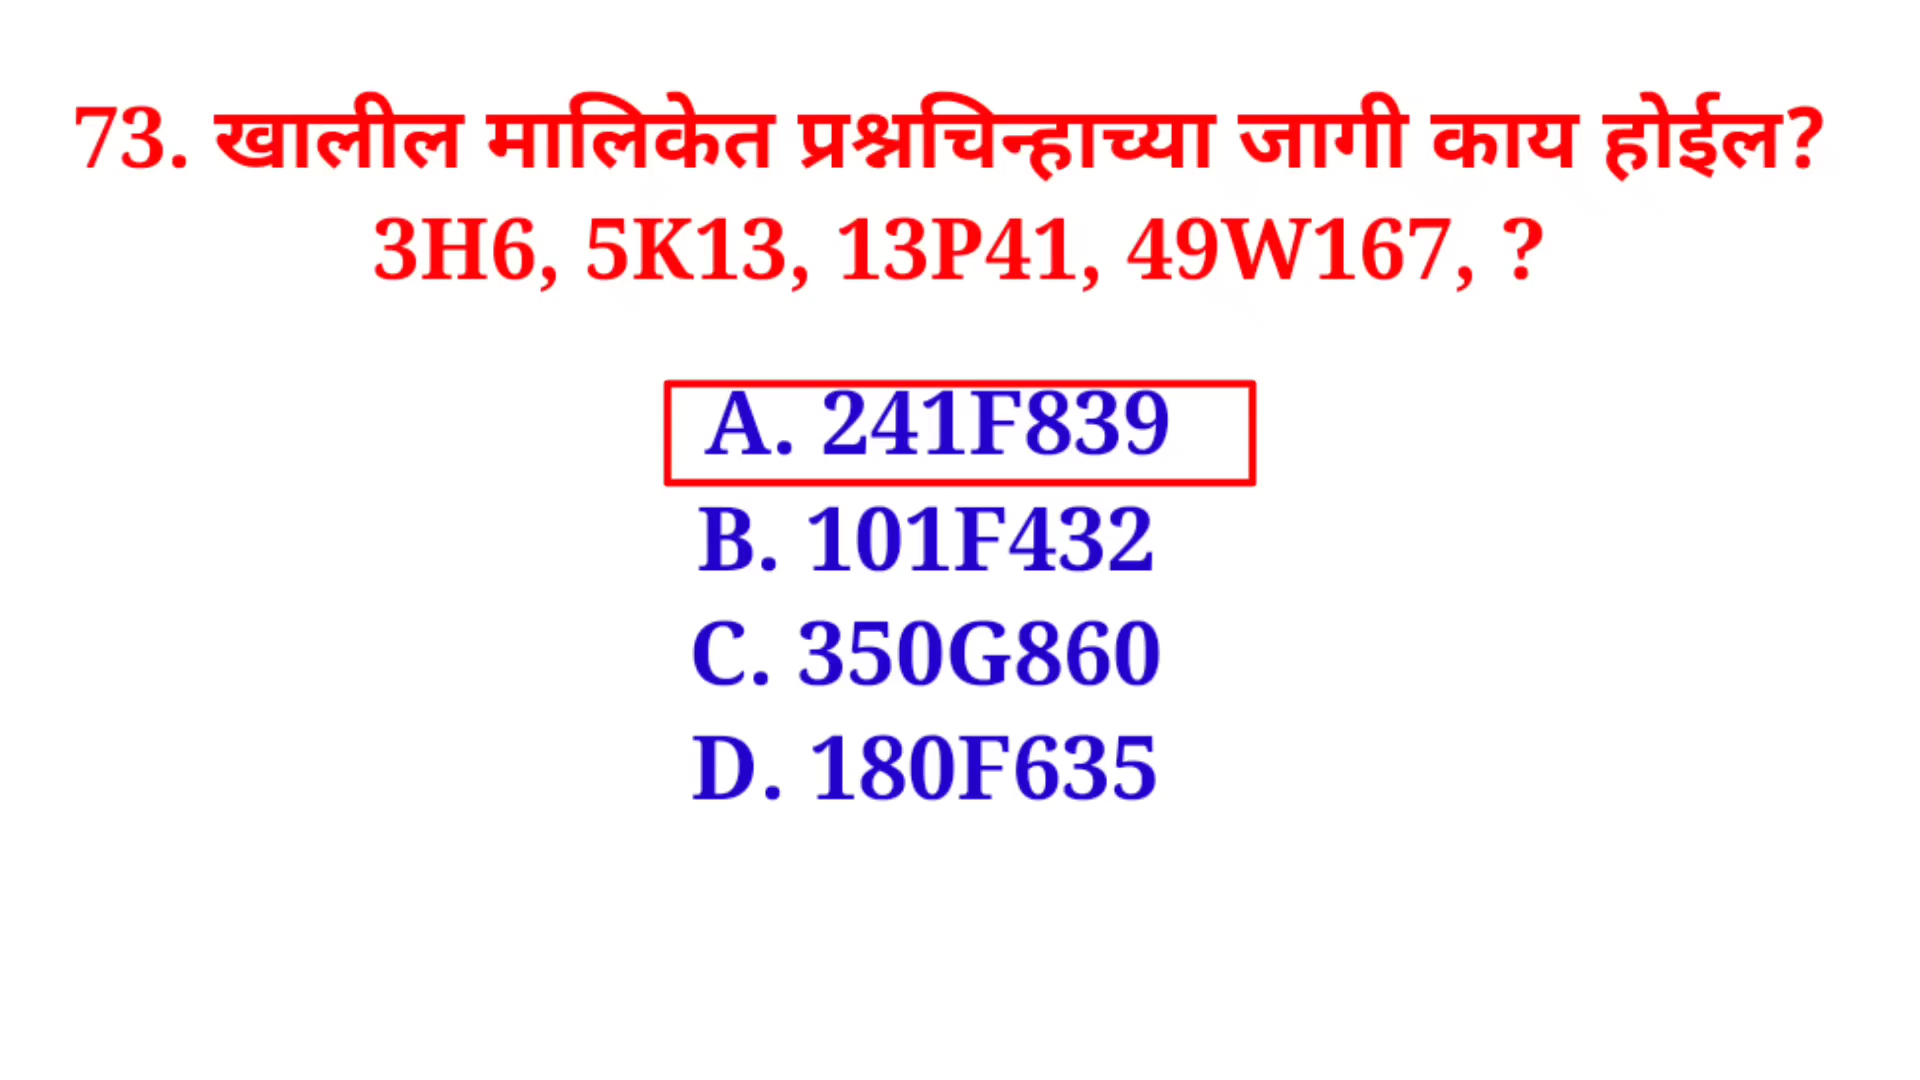 73. खालील मालिकेत प्रश्नचिन्हाच्या जागी काय होईल?
3H6, 5K13, 13P41, 49W167, ?
A. 241F839
B. 101F432
C. 350G860
D. 180F635